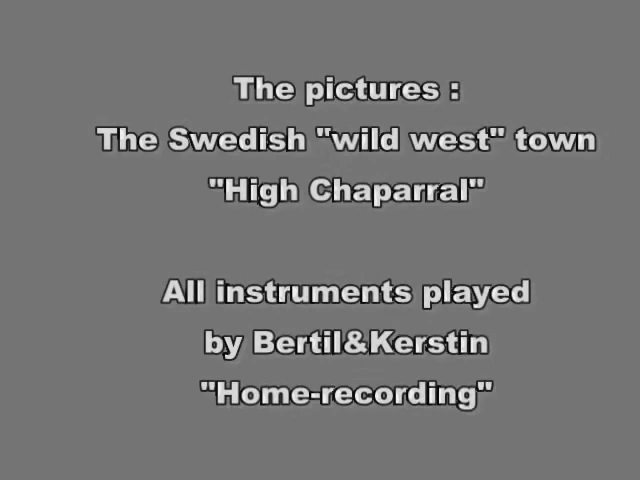 The pictures :
The Swedish "wild west" town
"High Chaparral"
All instruments played
by Bertil&Kerstin
"Home-recording"